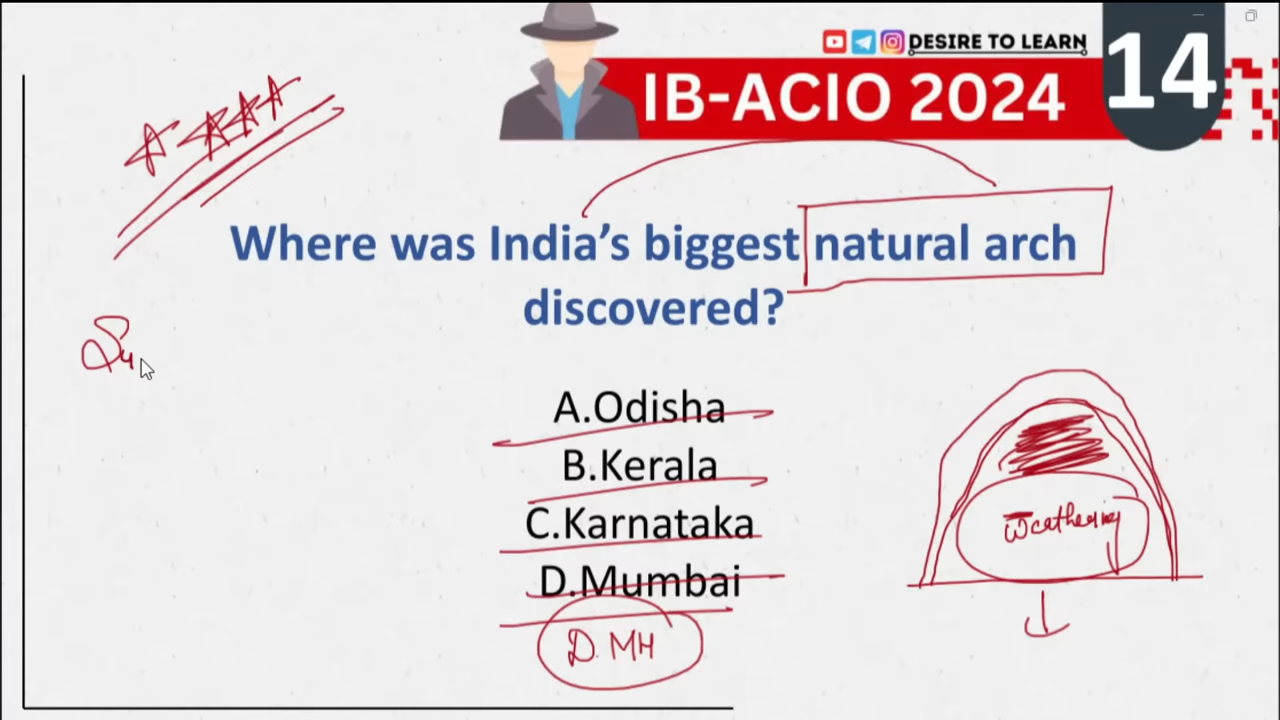 DESIRE TO LEARN
14
IB-ACIO 2024
Where was India's biggest natural arch
discovered?
Su
A.Odisha
B.Kerala
C.Karnataka
Weathering
D.Mumbai
D. MH